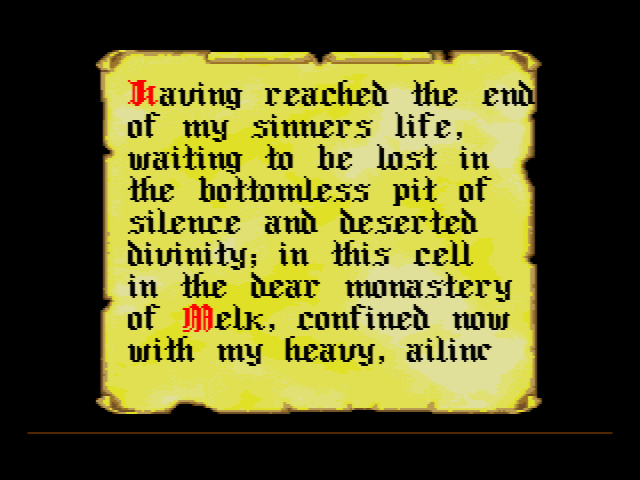 Having reached the end
of my sinners life,
waiting to be lost in
the bottomless pit of
silence and deserted
divinity; in this cell
in the dear monastery
of Melk, confined now
with my heavy, ailinc